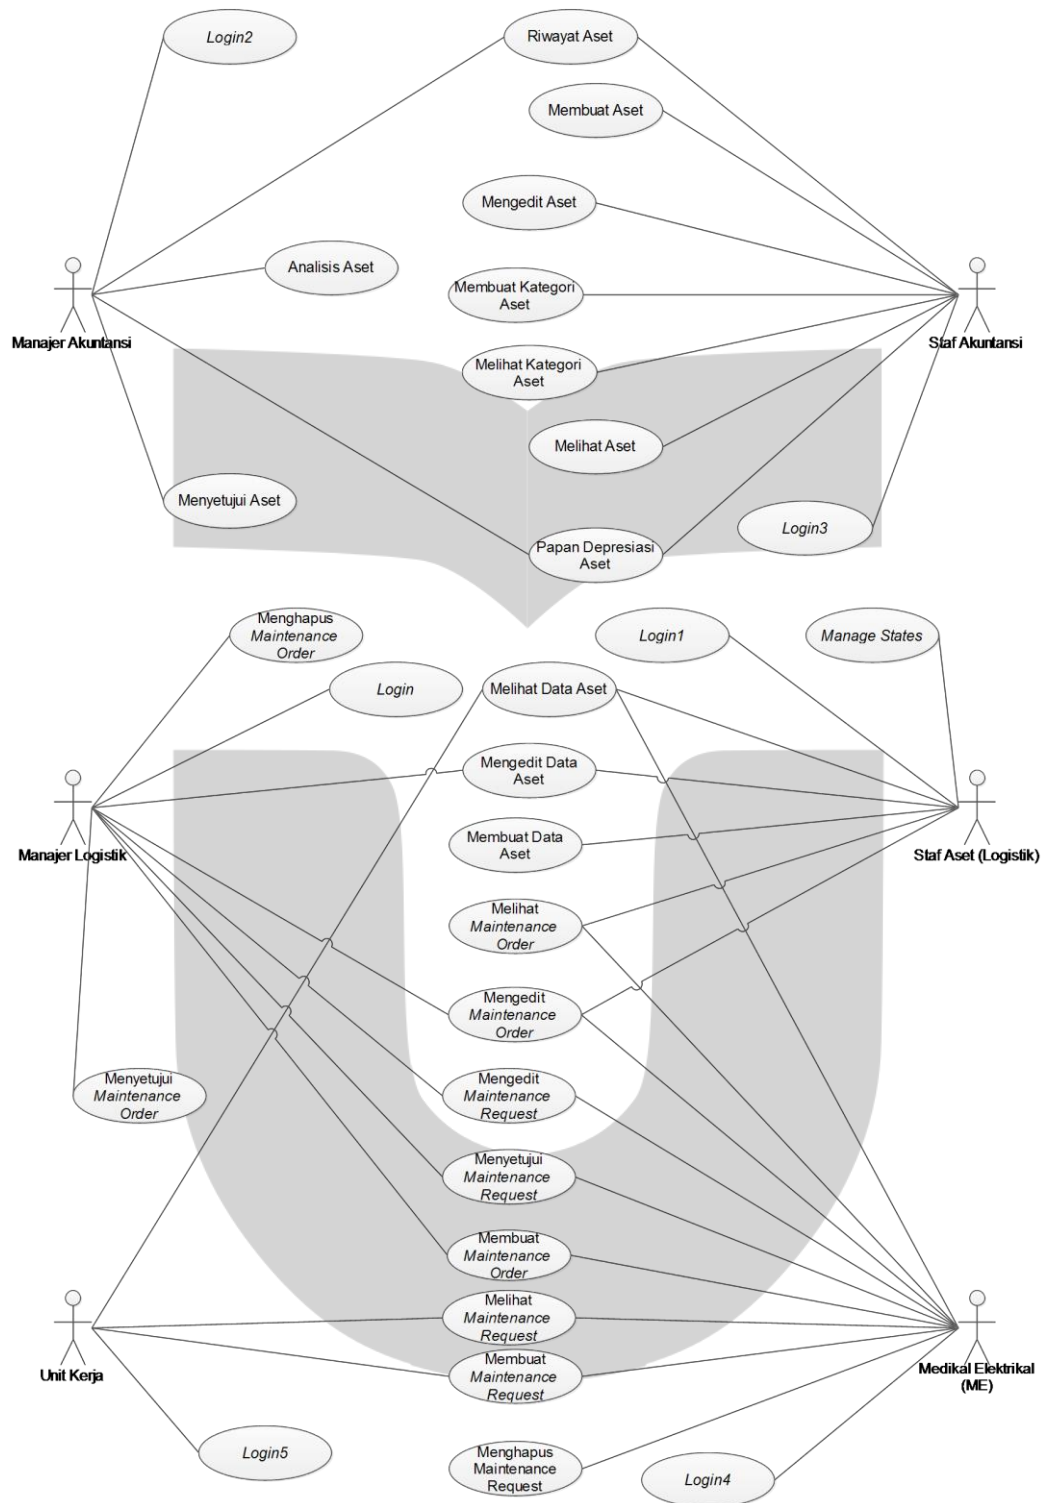 Login2
Riwayat Aset
Membuat Aset
Mengedit Aset
Analisis Aset
Membuat Kategori
Aset
Manajer Akuntansi
Staf Akuntansi
Melihat Kategori
Aset
Melihat Aset
Menyetujui Aset
Login3
Papan Depresiasi
Aset
Menghapus
Maintenance
Order
Login1
Manage States
Login
Melihat Data Aset
Mengedit Data
Aset
Manajer Logistik
Membuat Data
Aset
Staf Aset (Logistik)
Melihat
Maintenance
Order
Mengedit
Maintenance
Order
Menyetujui
Maintenance
Order
Mengedit
Maintenance
Request
Menyetujui
Maintenance
Request
Membuat
Maintenance
Order
Melihat
Maintenance
Request
Unit Kerja
Membuat
Maintenance
Request
Medikal Elektrikal
(ME)
Login5
Menghapus
Maintenance
Request
Login4